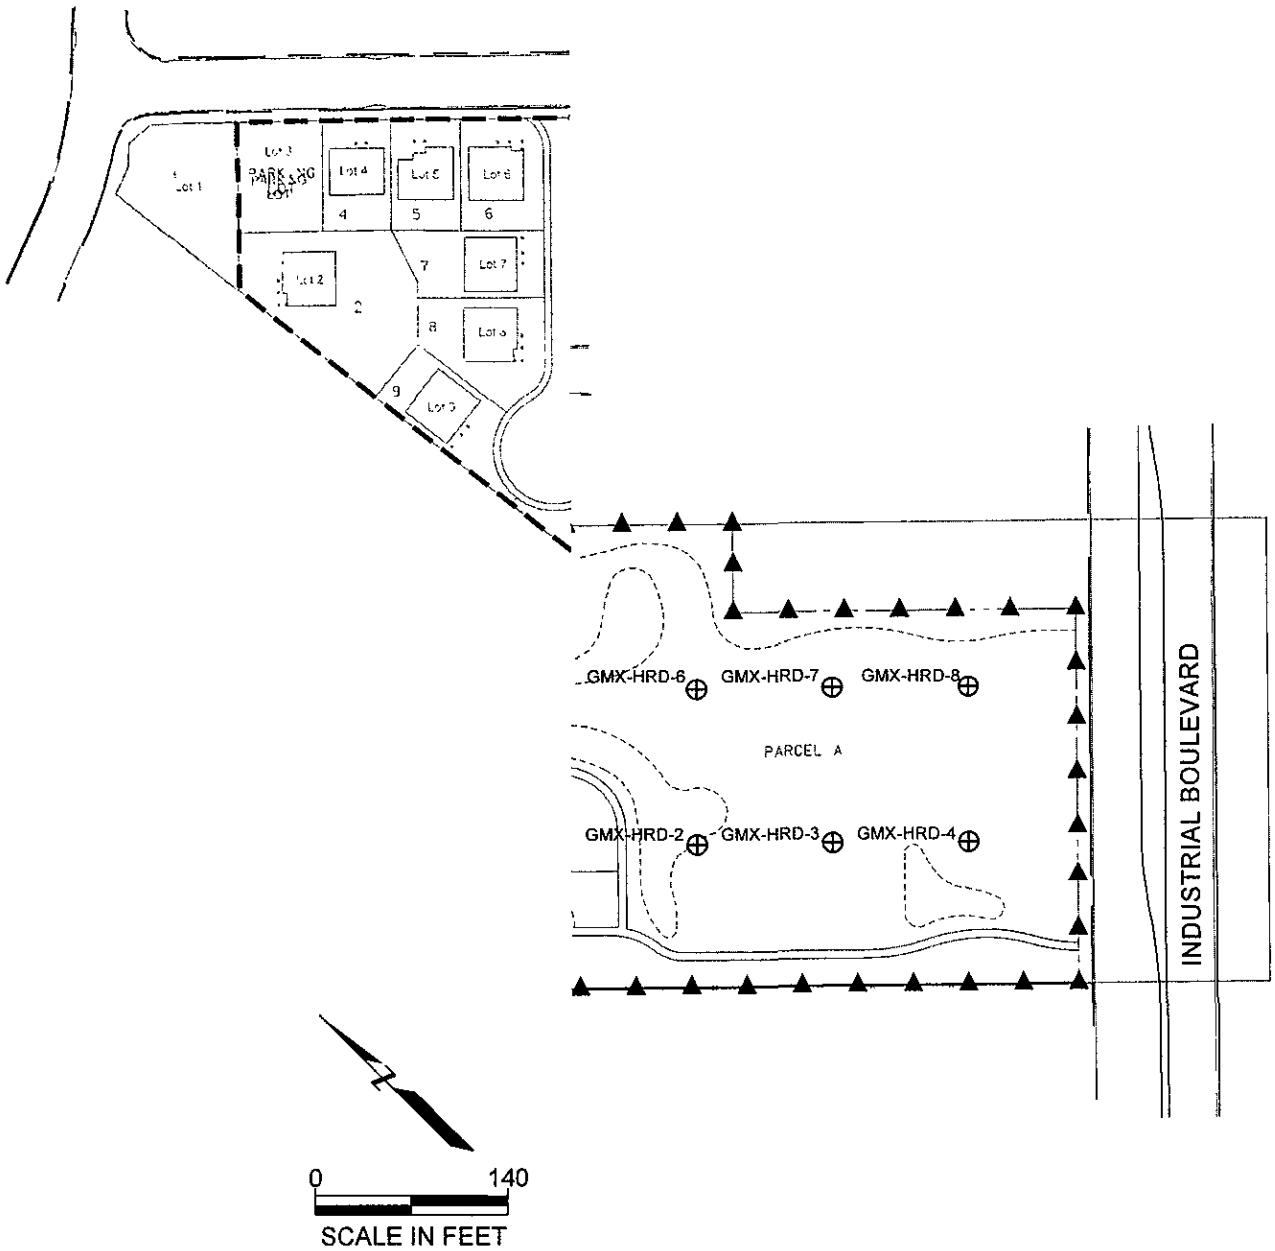 Lot 3
Lot 1
Lot 4
Lot 5
Lot 6
4
5
6
Lot 7
7
Lot 2
2
8
9
GMX-HRD-6
GMX-HRD-7
GMX-HRD-8
PARCEL A
GMX-HRD-2
GMX-HRD-3
GMX-HRD-4
INDUSTRIAL BOULEVARD
0
140
SCALE IN FEET